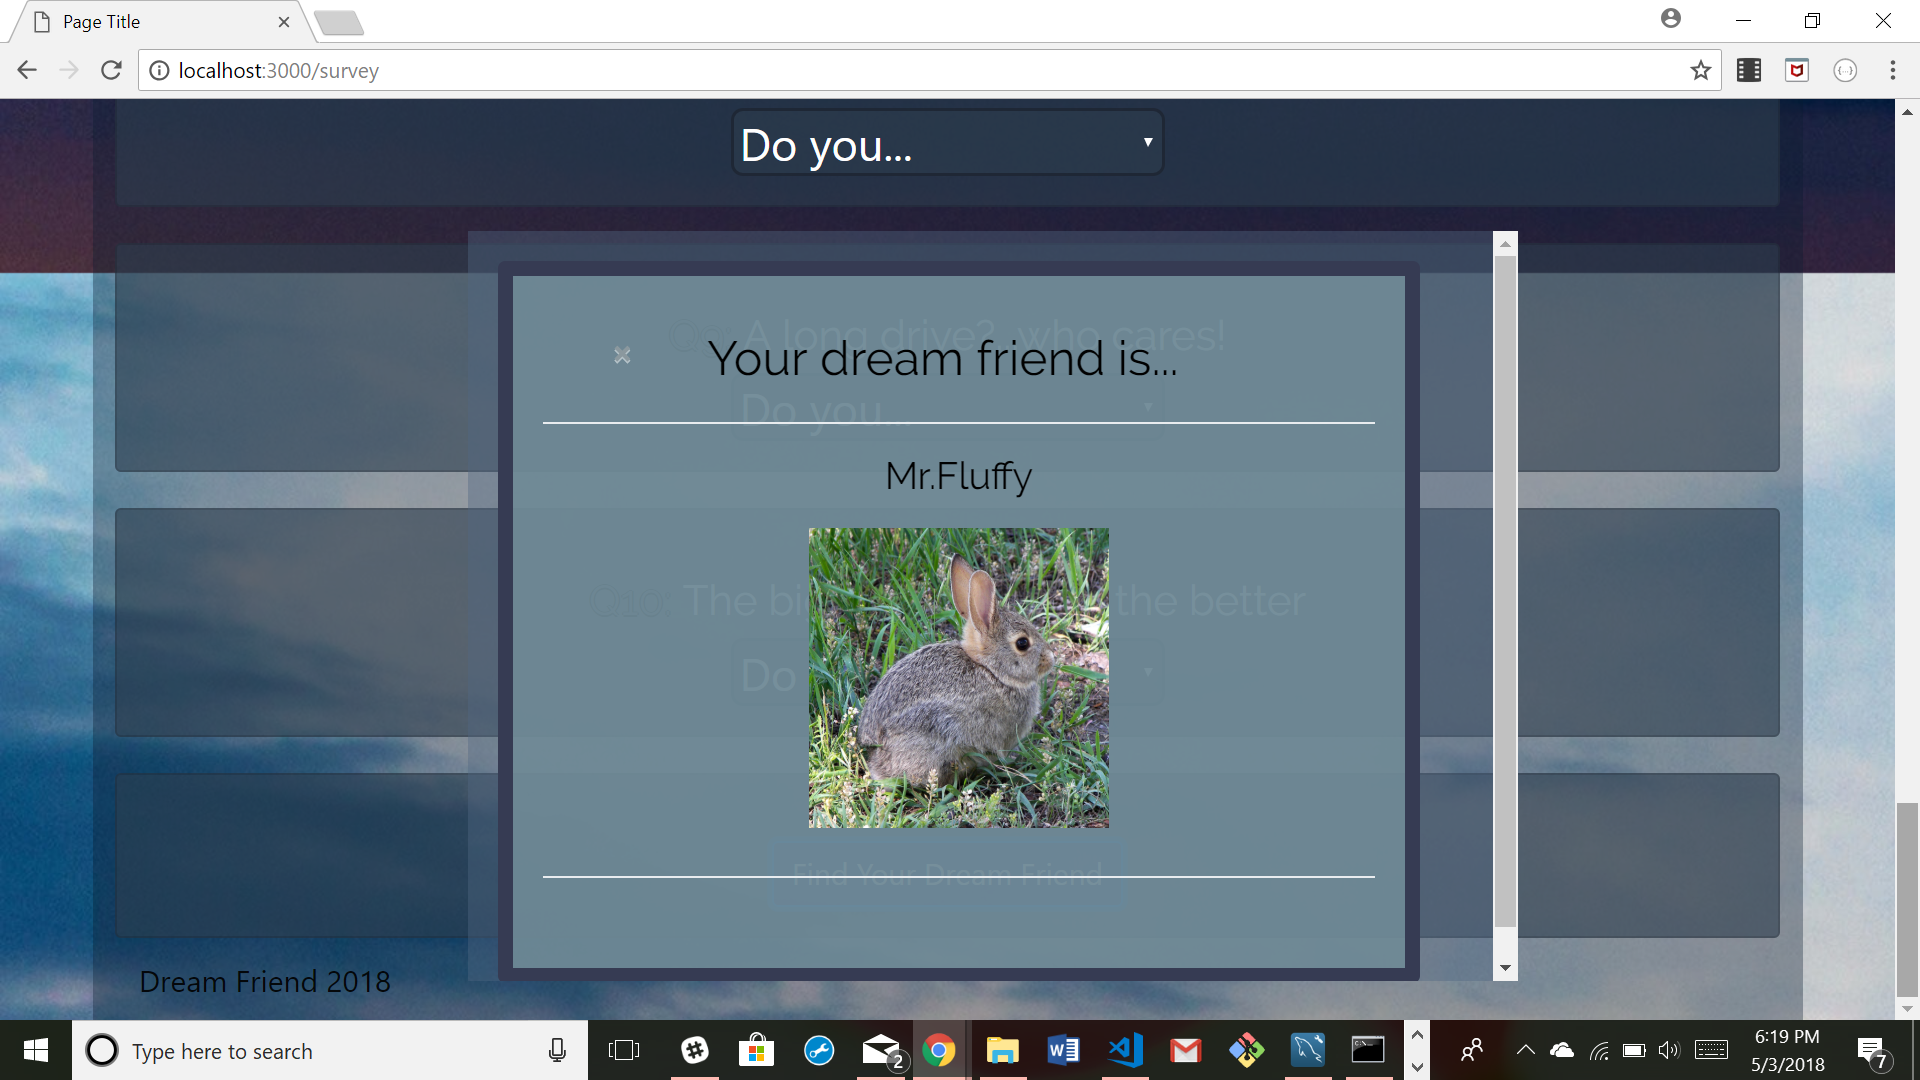 Page Title
localhost:3000/survey
Do you...
A long drive?, who cares!
Your dream friend is...
Do you...
Mr.Fluffy
Q10: The bi
the better
Do
Find Your Dream Friend
Dream Friend 2018
Type here to search
2
6:19 PM
5/3/2018
7